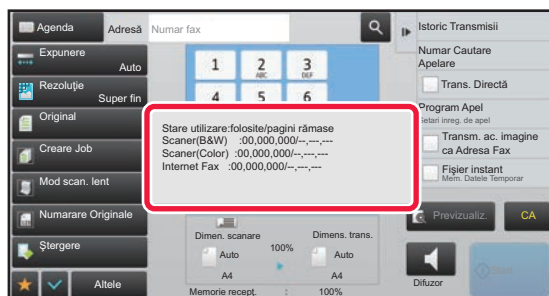 Agenda
Adresă
Numar fax
Istoric Transmisii
Expunere
Auto
Numar Cautare
Apelare
1
2
ABC
3
DEF
Trans. Directă
Rezoluţie
Super fin
4
5
6
Program Apel
Setari inreg. de apel
Original
Stare utilizare:folosite/pagini rămase
Scaner(B&W) :00,000,000/--,---,---
Scaner(Color) :00,000,000/--,---,---
Internet Fax :00,000,000/--,---,---
Transm. ac. imagine
ca Adresa Fax
Creare Job
Fişier instant
Mem. Datele Temporar
Mod scan. lent
Numarare Originale
Previzualiz.
CA
Dimen. scanare
Dimens. trans.
100%
Ştergere
Auto
Auto
A4
A4
Altele
Memorie recept. : 100%
Difuzor
Start